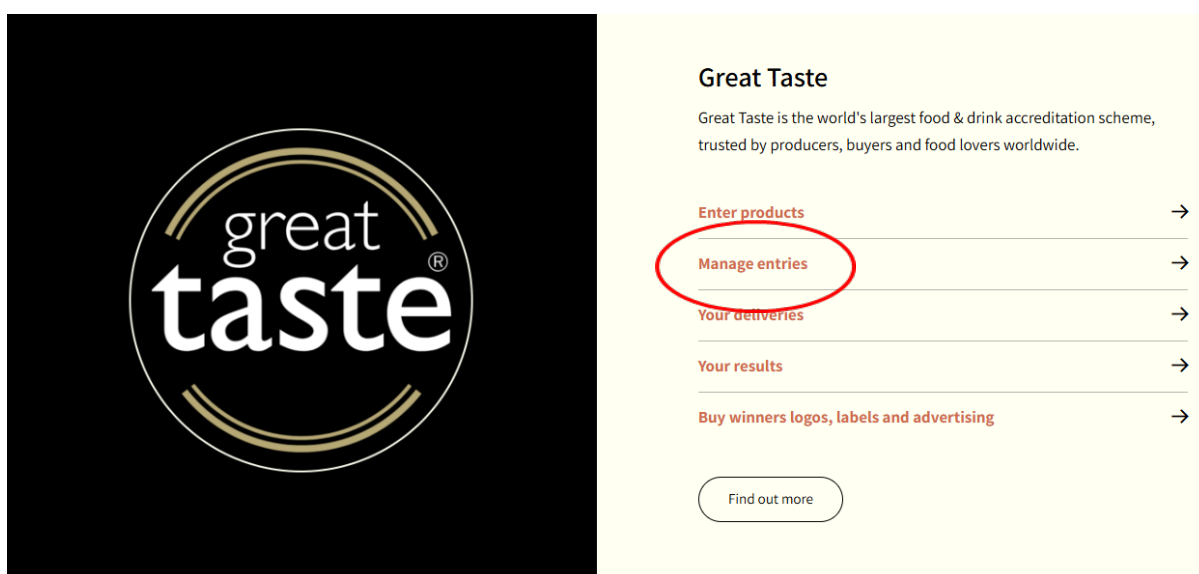 great
taste®
Great Taste
Great Taste is the world's largest food & drink accreditation scheme,
trusted by producers, buyers and food lovers worldwide.
Enter products
Manage entries
Your deliveries
Your results
Buy winners logos, labels and advertising
Find out more